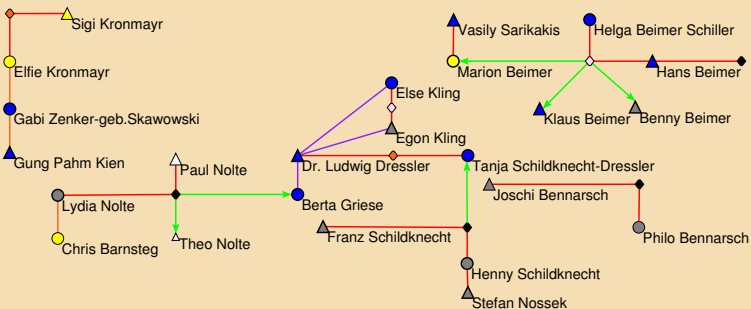 Sigi Kronmayr
Vasily Sarikakis
Helga Beimer Schiller
Elfie Kronmayr
Marion Beimer
Hans Beimer
Else Kling
Gabi Zenker-geb.Skawowski
Klaus Beimer
Benny Beimer
Egon Kling
Gung Pahm Kien
Paul Nolte
Dr. Ludwig Dressler
Tanja Schildknecht-Dressler
Joschi Bennarsch
Lydia Nolte
Berta Griese
Chris Barnsteg
Theo Nolte
Franz Schildknecht
Philo Bennarsch
Henny Schildknecht
Stefan Nossek